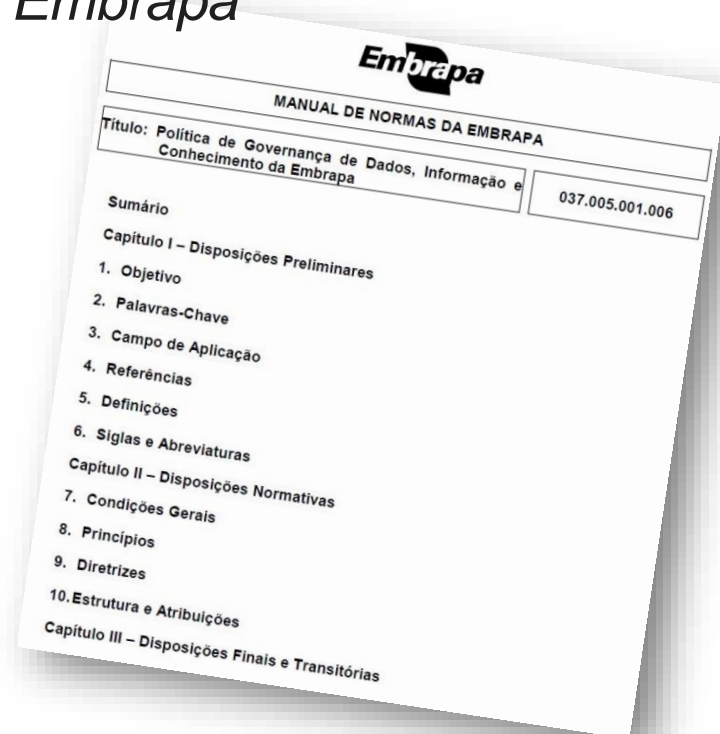 Embrapa
Embrapa
MANUAL DE NORMAS DA EMBRAPA
Título: Política de Governança de Dados, Informação e
Conhecimento da Embrapa
037.005.001.006
Sumário
Capítulo I – Disposições Preliminares
1. Objetivo
2. Palavras-Chave
3. Campo de Aplicação
4. Referências
5. Definições
6. Siglas e Abreviaturas
Capítulo II – Disposições Normativas
7. Condições Gerais
8. Princípios
9. Diretrizes
10.Estrutura e Atribuições
Capítulo III – Disposições Finais e Transitórias